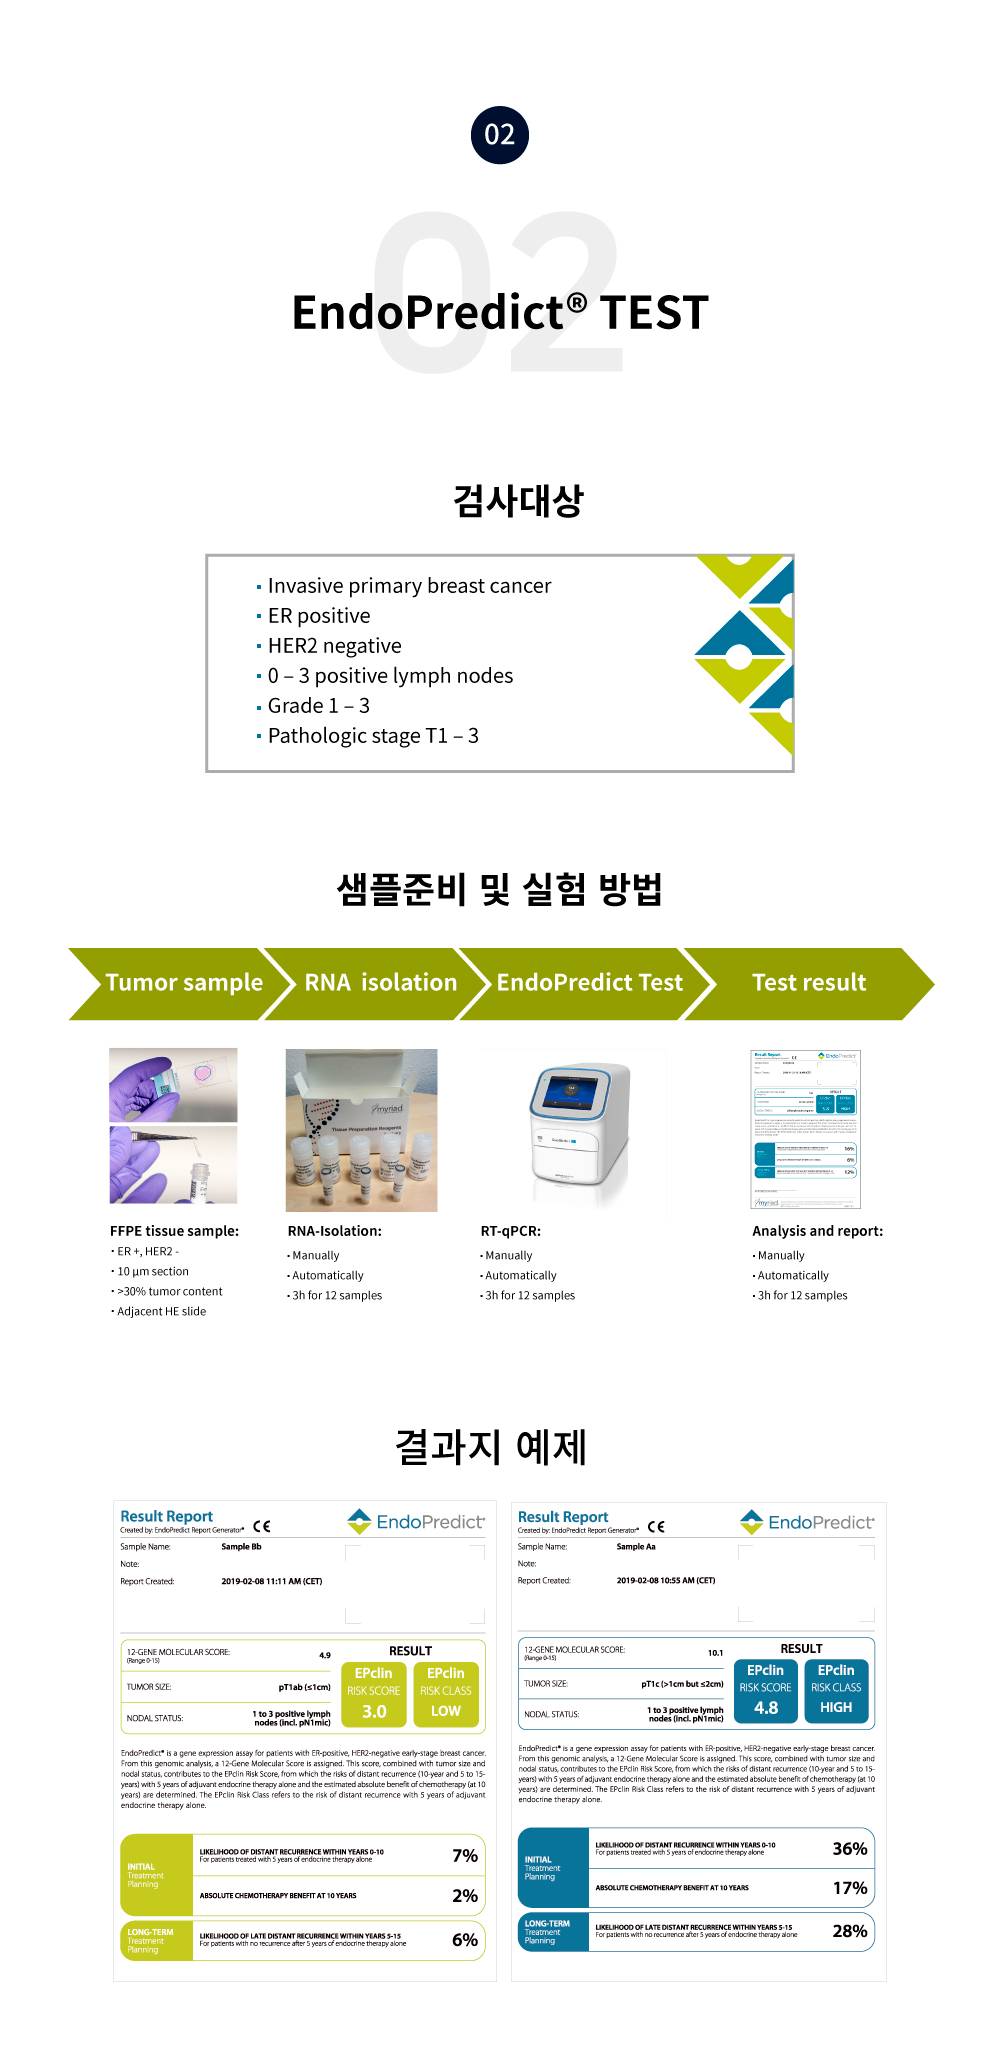 02
02
EndoPredict® TEST
검사대상
▪ Invasive primary breast cancer
▪ ER positive
▪ HER2 negative
▪ 0 – 3 positive lymph nodes
▪ Grade 1 – 3
▪ Pathologic stage T1 – 3
샘플준비 및 실험 방법
Tumor sample
RNA isolation
EndoPredict Test
Test result
myriad
Tissue Preparation Reagents
Result Report
EndoPredict
HIGH
16%
6%
12%
myriad
FFPE tissue sample:
· ER +, HER2 -
· 10 µm section
· >30% tumor content
· Adjacent HE slide
RNA-Isolation:
· Manually
· Automatically
· 3h for 12 samples
RT-qPCR:
· Manually
· Automatically
· 3h for 12 samples
Analysis and report:
· Manually
· Automatically
· 3h for 12 samples
결과지 예제
Result Report
Created by: EndoPredict Report Generator®
CE
EndoPredict®
Sample Name: Sample Bb
Note:
Report Created: 2019-02-08 11:11 AM (CET)
12-GENE MOLECULAR SCORE: 4.9
(Range 0-15)
TUMOR SIZE: pT1ab (≤1cm)
NODAL STATUS: 1 to 3 positive lymph
nodes (incl. pN1mic)
RESULT
EPclin
RISK SCORE
3.0
EPclin
RISK CLASS
LOW
EndoPredict® is a gene expression assay for patients with ER-positive, HER2-negative early-stage breast cancer.
From this genomic analysis, a 12-Gene Molecular Score is assigned. This score, combined with tumor size and
nodal status, contributes to the EPclin Risk Score, from which the risks of distant recurrence (10-year and 5 to 15-
years) with 5 years of adjuvant endocrine therapy alone and the estimated absolute benefit of chemotherapy (at 10
years) are determined. The EPclin Risk Class refers to the risk of distant recurrence with 5 years of adjuvant
endocrine therapy alone.
INITIAL
Treatment
Planning
LIKELIHOOD OF DISTANT RECURRENCE WITHIN YEARS 0-10
For patients treated with 5 years of endocrine therapy alone
7%
ABSOLUTE CHEMOTHERAPY BENEFIT AT 10 YEARS
2%
LONG-TERM
Treatment
Planning
LIKELIHOOD OF LATE DISTANT RECURRENCE WITHIN YEARS 5-15
For patients with no recurrence after 5 years of endocrine therapy alone
6%
Result Report
Created by: EndoPredict Report Generator®
CE
EndoPredict®
Sample Name: Sample Aa
Note:
Report Created: 2019-02-08 10:55 AM (CET)
12-GENE MOLECULAR SCORE: 10.1
(Range 0-15)
TUMOR SIZE: pT1c (>1cm but ≤2cm)
NODAL STATUS: 1 to 3 positive lymph
nodes (incl. pN1mic)
RESULT
EPclin
RISK SCORE
4.8
EPclin
RISK CLASS
HIGH
EndoPredict® is a gene expression assay for patients with ER-positive, HER2-negative early-stage breast cancer.
From this genomic analysis, a 12-Gene Molecular Score is assigned. This score, combined with tumor size and
nodal status, contributes to the EPclin Risk Score, from which the risks of distant recurrence (10-year and 5 to 15-
years) with 5 years of adjuvant endocrine therapy alone and the estimated absolute benefit of chemotherapy (at 10
years) are determined. The EPclin Risk Class refers to the risk of distant recurrence with 5 years of adjuvant
endocrine therapy alone.
INITIAL
Treatment
Planning
LIKELIHOOD OF DISTANT RECURRENCE WITHIN YEARS 0-10
For patients treated with 5 years of endocrine therapy alone
36%
ABSOLUTE CHEMOTHERAPY BENEFIT AT 10 YEARS
17%
LONG-TERM
Treatment
Planning
LIKELIHOOD OF LATE DISTANT RECURRENCE WITHIN YEARS 5-15
For patients with no recurrence after 5 years of endocrine therapy alone
28%